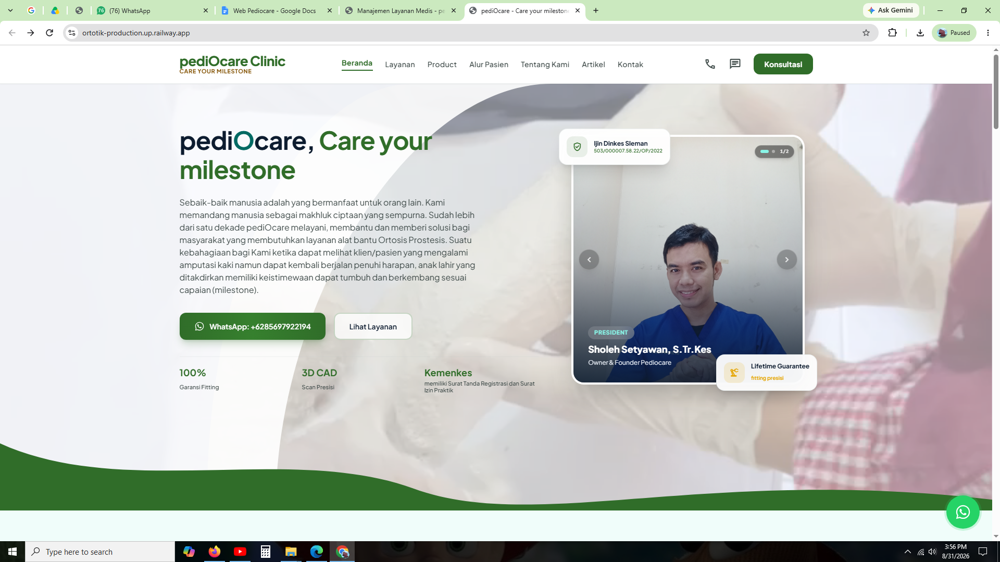 (76) WhatsApp
Web Pediocare - Google Docs
Manajemen Layanan Medis - pe
pediOcare - Care your mileston
Ask Gemini
ortotik-production.up.railway.app
Paused
pediOcare Clinic
CARE YOUR MILESTONE
Beranda
Layanan
Product
Alur Pasien
Tentang Kami
Artikel
Kontak
Konsultasi
pediOcare, Care your
milestone
Sebaik-baik manusia adalah yang bermanfaat untuk orang lain. Kami
memandang manusia sebagai makhluk ciptaan yang sempurna. Sudah lebih
dari satu dekade pediOcare melayani, membantu dan memberi solusi bagi
masyarakat yang membutuhkan layanan alat bantu Ortosis Prostesis. Suatu
kebahagiaan bagi Kami ketika dapat melihat klien/pasien yang mengalami
amputasi kaki namun dapat kembali berjalan penuhi harapan, anak lahir yang
ditakdirkan memiliki keistimewaan dapat tumbuh dan berkembang sesuai
capaian (milestone).
WhatsApp: +6285697922194
Lihat Layanan
100%
Garansi Fitting
3D CAD
Scan Presisi
Kemenkes
memiliki Surat Tanda Registrasi dan Surat
Izin Praktik
Ijin Dinkes Sleman
503/000007.58.22/OP/2022
1/2
PRESIDENT
Sholeh Setyawan, S.Tr.Kes
Owner & Founder Pediocare
Lifetime Guarantee
fitting presisi
Type here to search
3:56 PM
8/31/2026